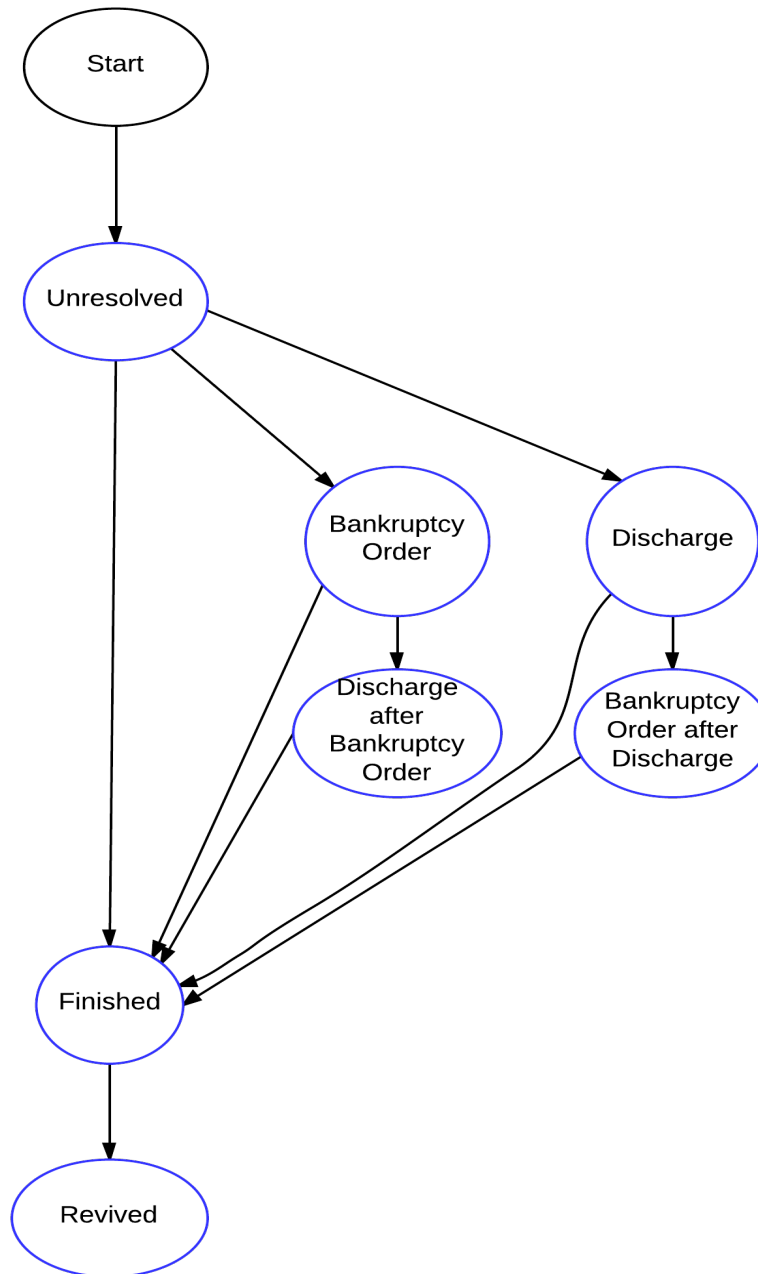 Start
Unresolved
Bankruptcy
Order
Discharge
Discharge
after
Bankruptcy
Order
Bankruptcy
Order after
Discharge
Finished
Revived